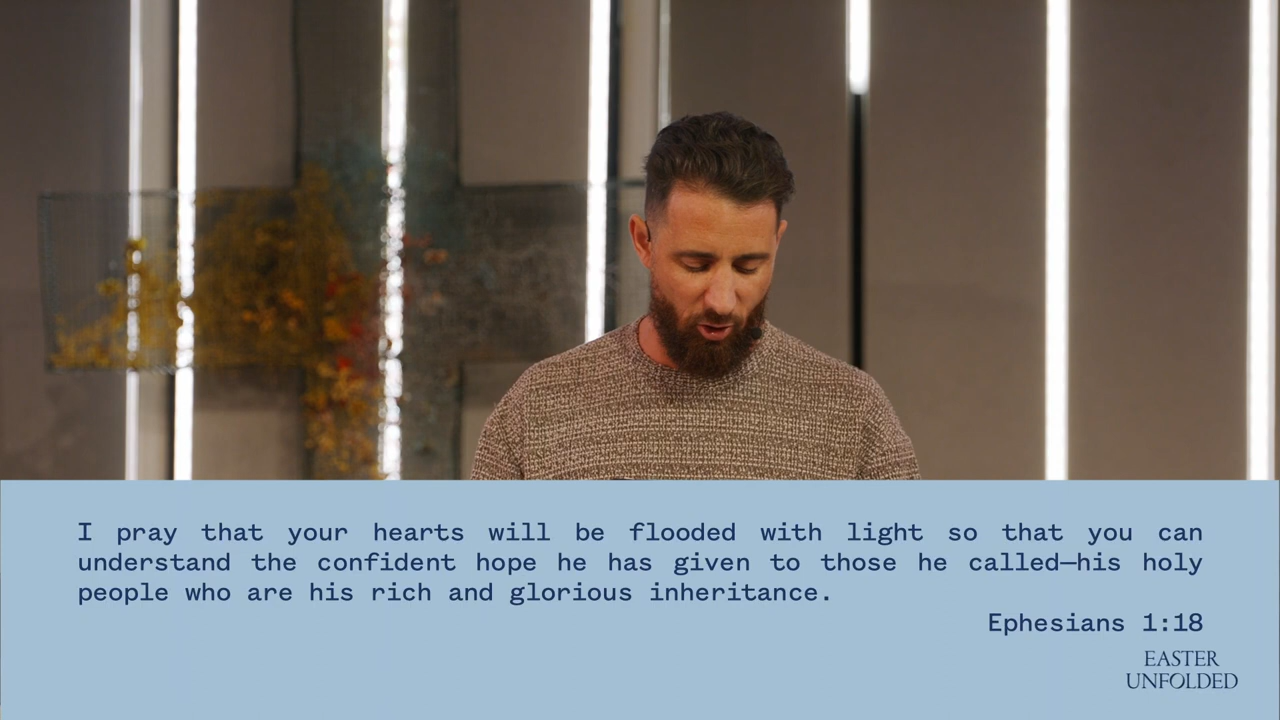 I pray that your hearts will be flooded with light so that you can
understand the confident hope he has given to those he called—his holy
people who are his rich and glorious inheritance.
Ephesians 1:18
EASTER
UNFOLDED